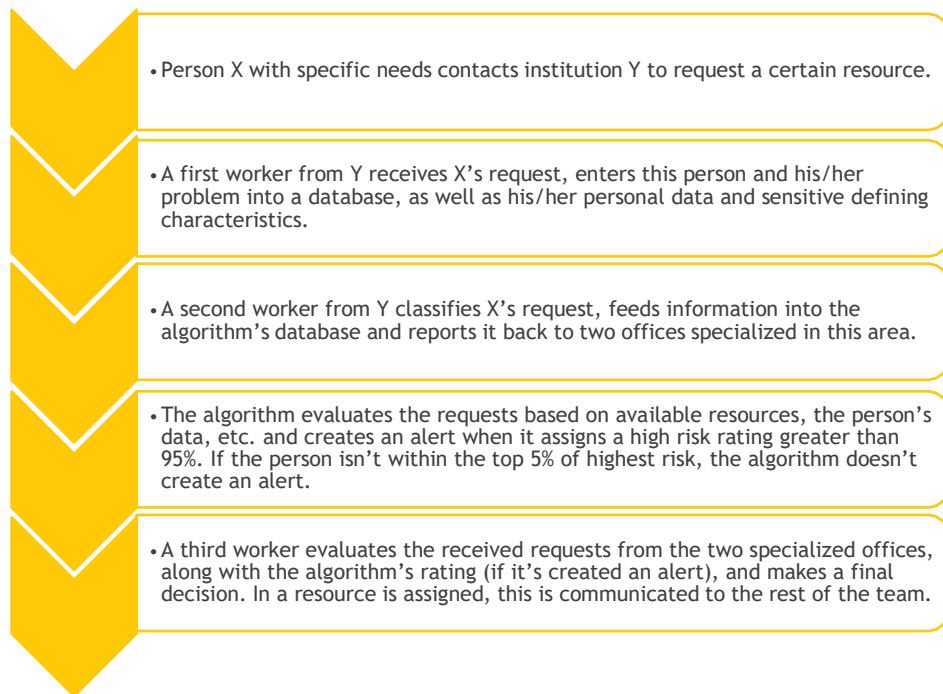 • Person X with specific needs contacts institution Y to request a certain resource.
• A first worker from Y receives X’s request, enters this person and his/her
problem into a database, as well as his/her personal data and sensitive defining
characteristics.
• A second worker from Y classifies X’s request, feeds information into the
algorithm’s database and reports it back to two offices specialized in this area.
• The algorithm evaluates the requests based on available resources, the person’s
data, etc. and creates an alert when it assigns a high risk rating greater than
95%. If the person isn’t within the top 5% of highest risk, the algorithm doesn’t
create an alert.
• A third worker evaluates the received requests from the two specialized offices,
along with the algorithm’s rating (if it’s created an alert), and makes a final
decision. In a resource is assigned, this is communicated to the rest of the team.